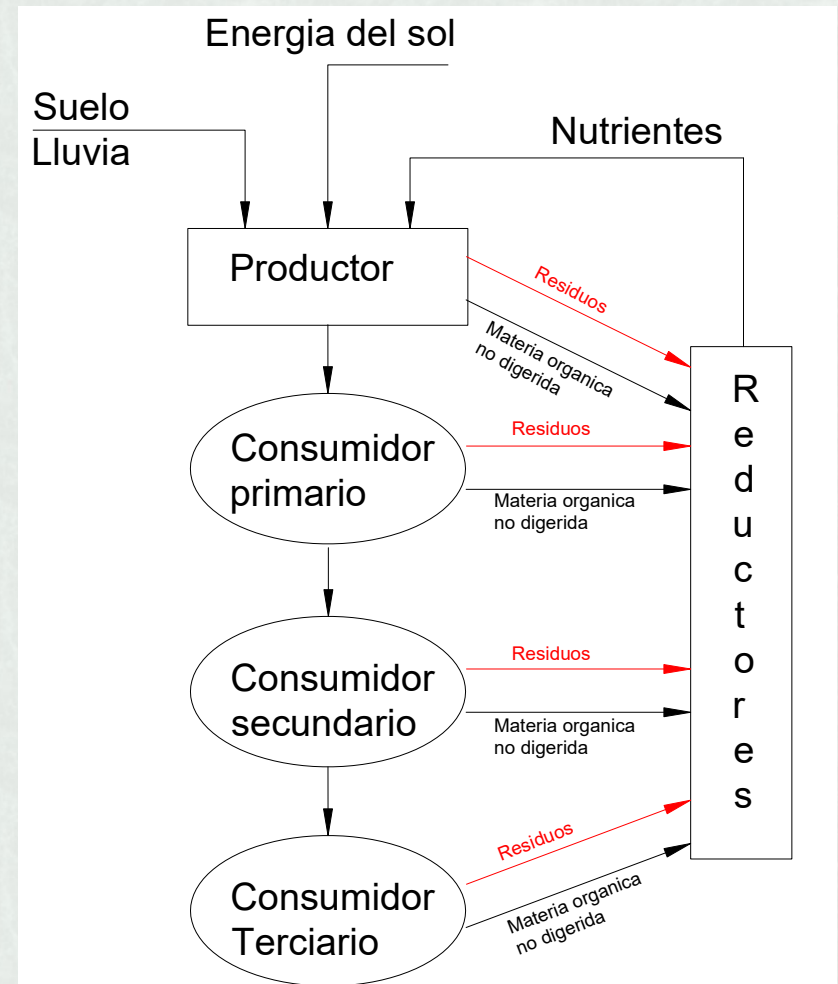 Energia del sol
Suelo
Lluvia
Nutrientes
Productor
Residuos
Materia organica
no digerida
Consumidor
primario
Residuos
Materia organica
no digerida
Consumidor
secundario
Residuos
Materia organica
no digerida
Consumidor
Terciario
Residuos
Materia organica
no digerida
R
e
d
u
c
t
o
r
e
s